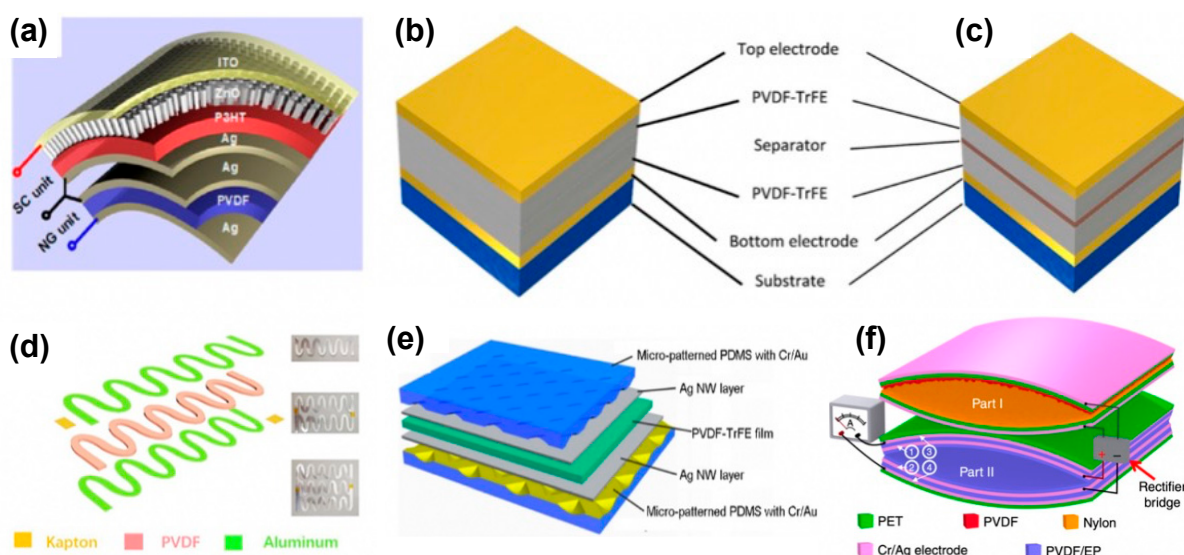 (a)
ITO
ZnO
P3HT
Ag
Ag
PVDF
Ag
SC unit
NG unit
(b)
Top electrode
PVDF-TrFE
Separator
PVDF-TrFE
Bottom electrode
Substrate
(c)
(d)
Kapton
PVDF
Aluminum
(e)
Micro-patterned PDMS with Cr/Au
Ag NW layer
PVDF-TrFE film
Ag NW layer
Micro-patterned PDMS with Cr/Au
(f)
Part I
A
1 3
2 4
Part II
+ −
Rectifier
bridge
PET
PVDF
Nylon
Cr/Ag electrode
PVDF/EP